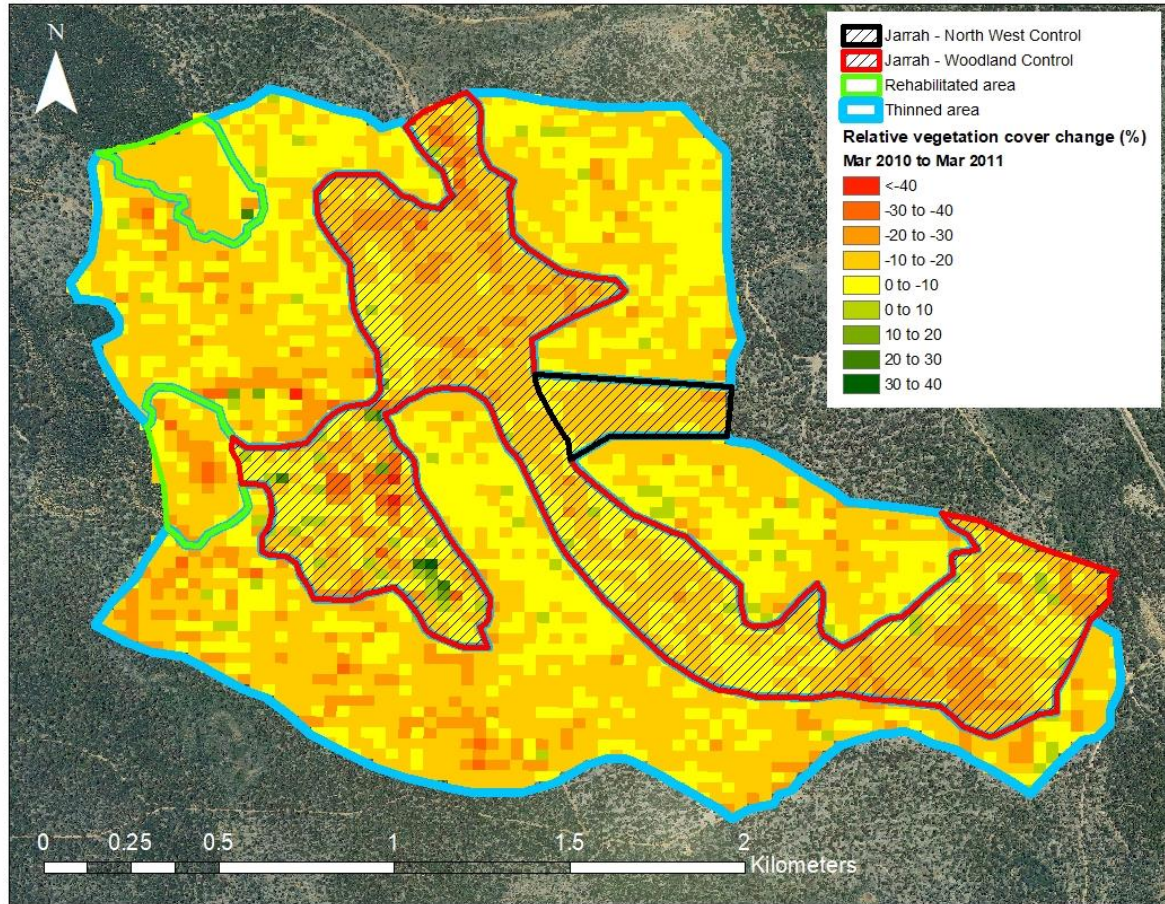 N
Jarrah - North West Control
Jarrah - Woodland Control
Rehabilitated area
Thinned area
Relative vegetation cover change (%)
Mar 2010 to Mar 2011
<-40
-30 to -40
-20 to -30
-10 to -20
0 to -10
0 to 10
10 to 20
20 to 30
30 to 40
0 0.25 0.5 1 1.5 2
Kilometers